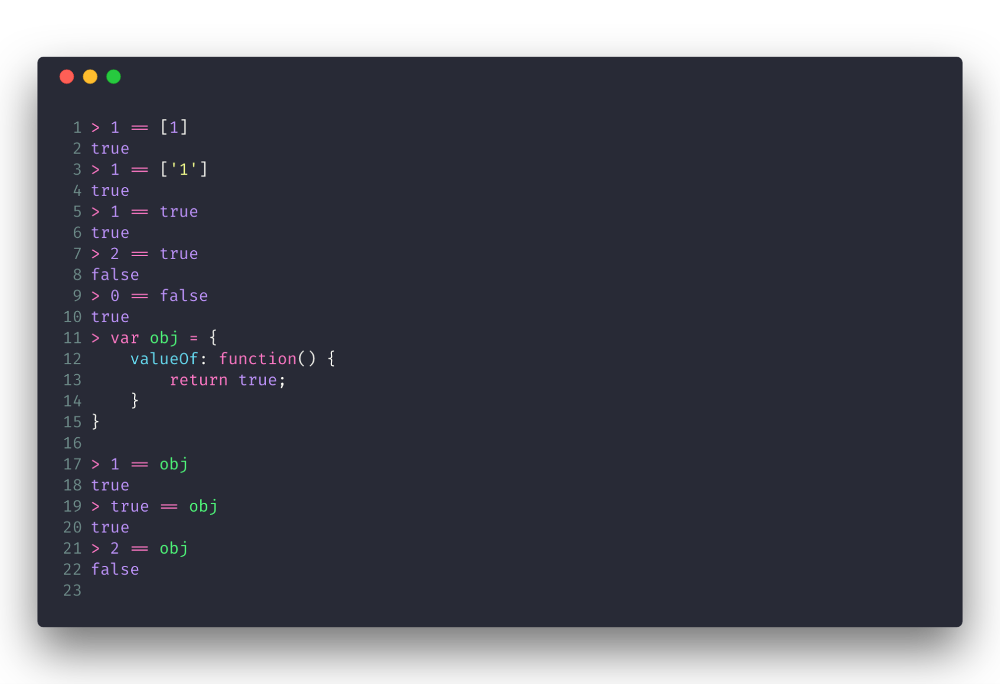 1 > 1 == [1]
2 true
3 > 1 == ['1']
4 true
5 > 1 == true
6 true
7 > 2 == true
8 false
9 > 0 == false
10 true
11 > var obj = {
12     valueOf: function() {
13         return true;
14     }
15 }
16
17 > 1 == obj
18 true
19 > true == obj
20 true
21 > 2 == obj
22 false
23